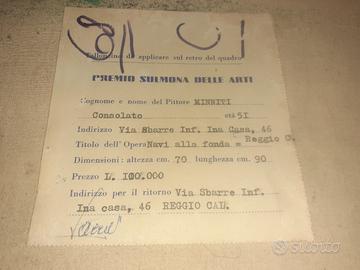 Talloncino da applicare sul retro del quadro
PREMIO SULMONA DELLE ARTI
Cognome e nome del Pittore MINNITI
Consolato età 51
Indirizzo Via Sbarre Inf. Ina Casa, 46
Reggio C.
Titolo dell'Opera Navi alla fonda =
Dimensioni: altezza cm. 70 lunghezza cm. 90
Prezzo L. 100.000
Indirizzo per il ritorno Via Sbarre Inf.
Ina casa, 46 REGGIO CAL.
subito